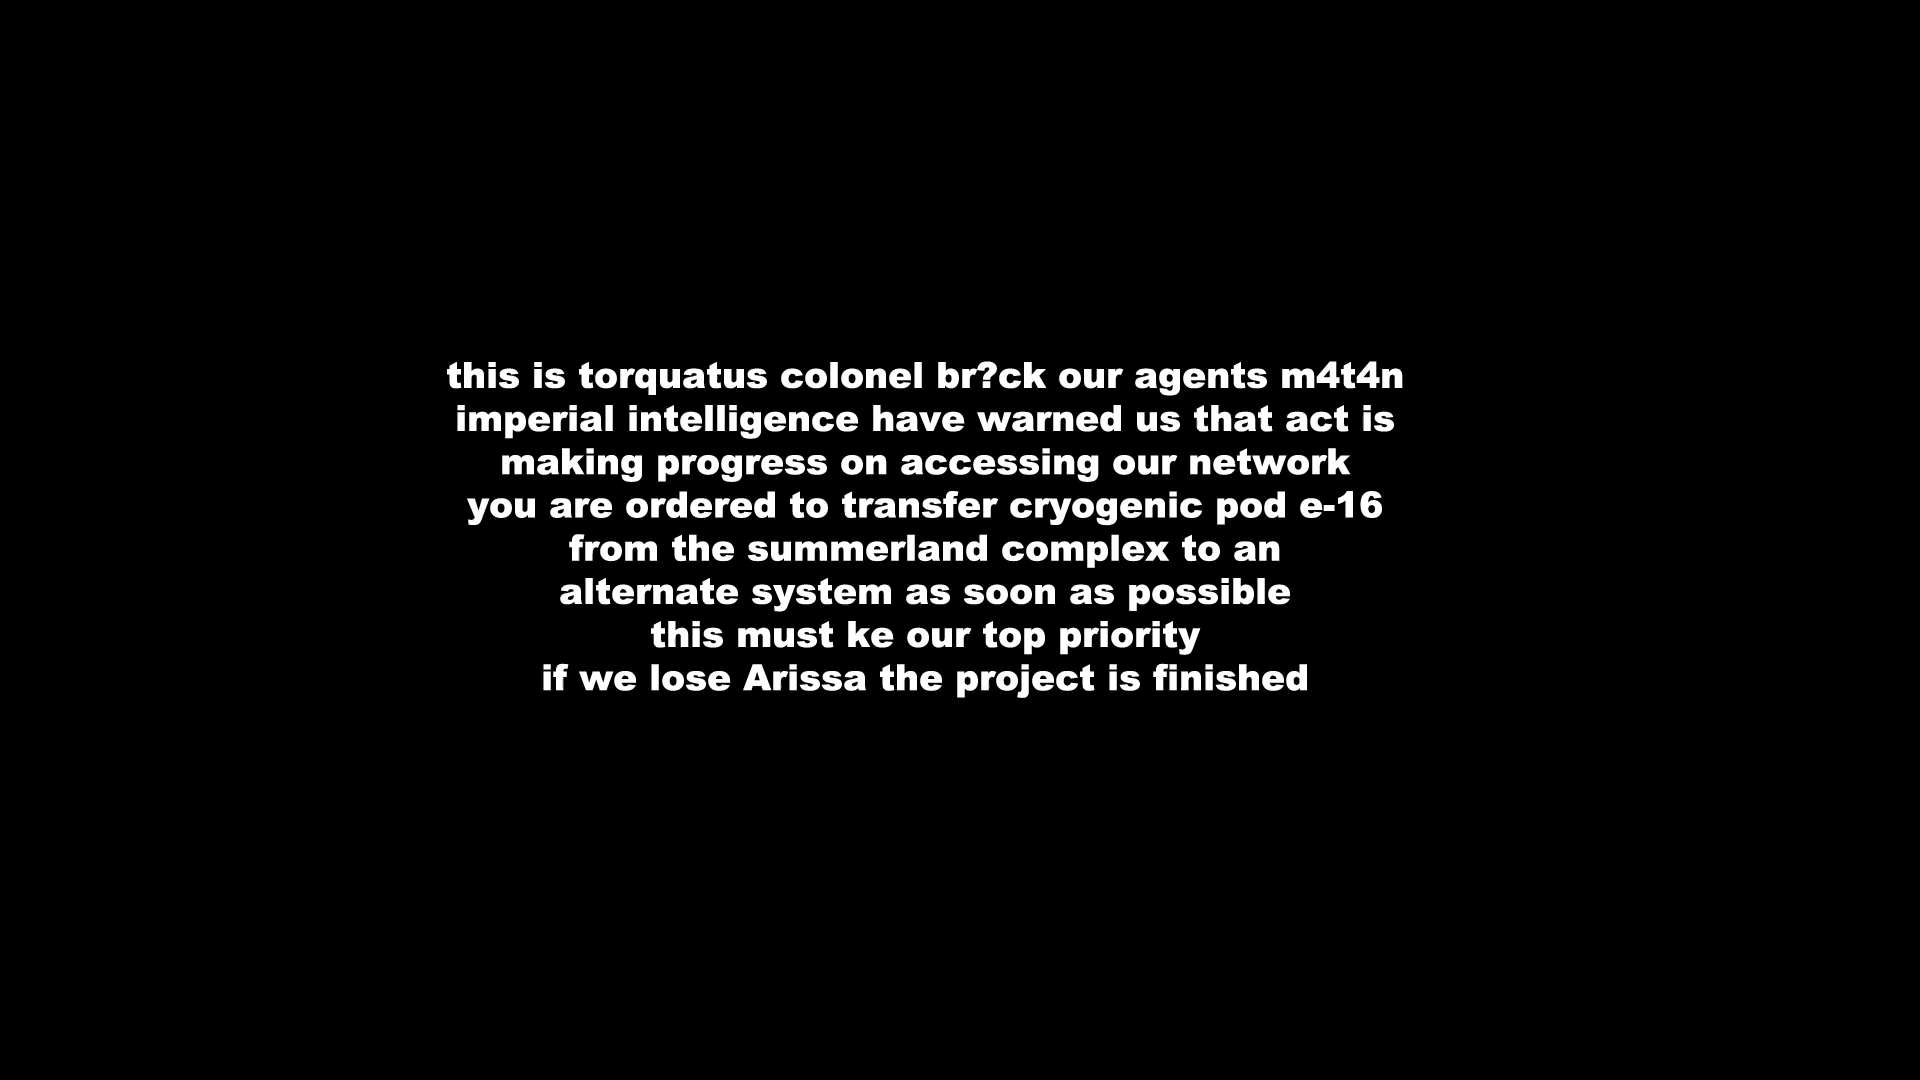 this is torquatus colonel br?ck our agents m4t4n
imperial intelligence have warned us that act is
making progress on accessing our network
you are ordered to transfer cryogenic pod e-16
from the summerland complex to an
alternate system as soon as possible
this must ke our top priority
if we lose Arissa the project is finished